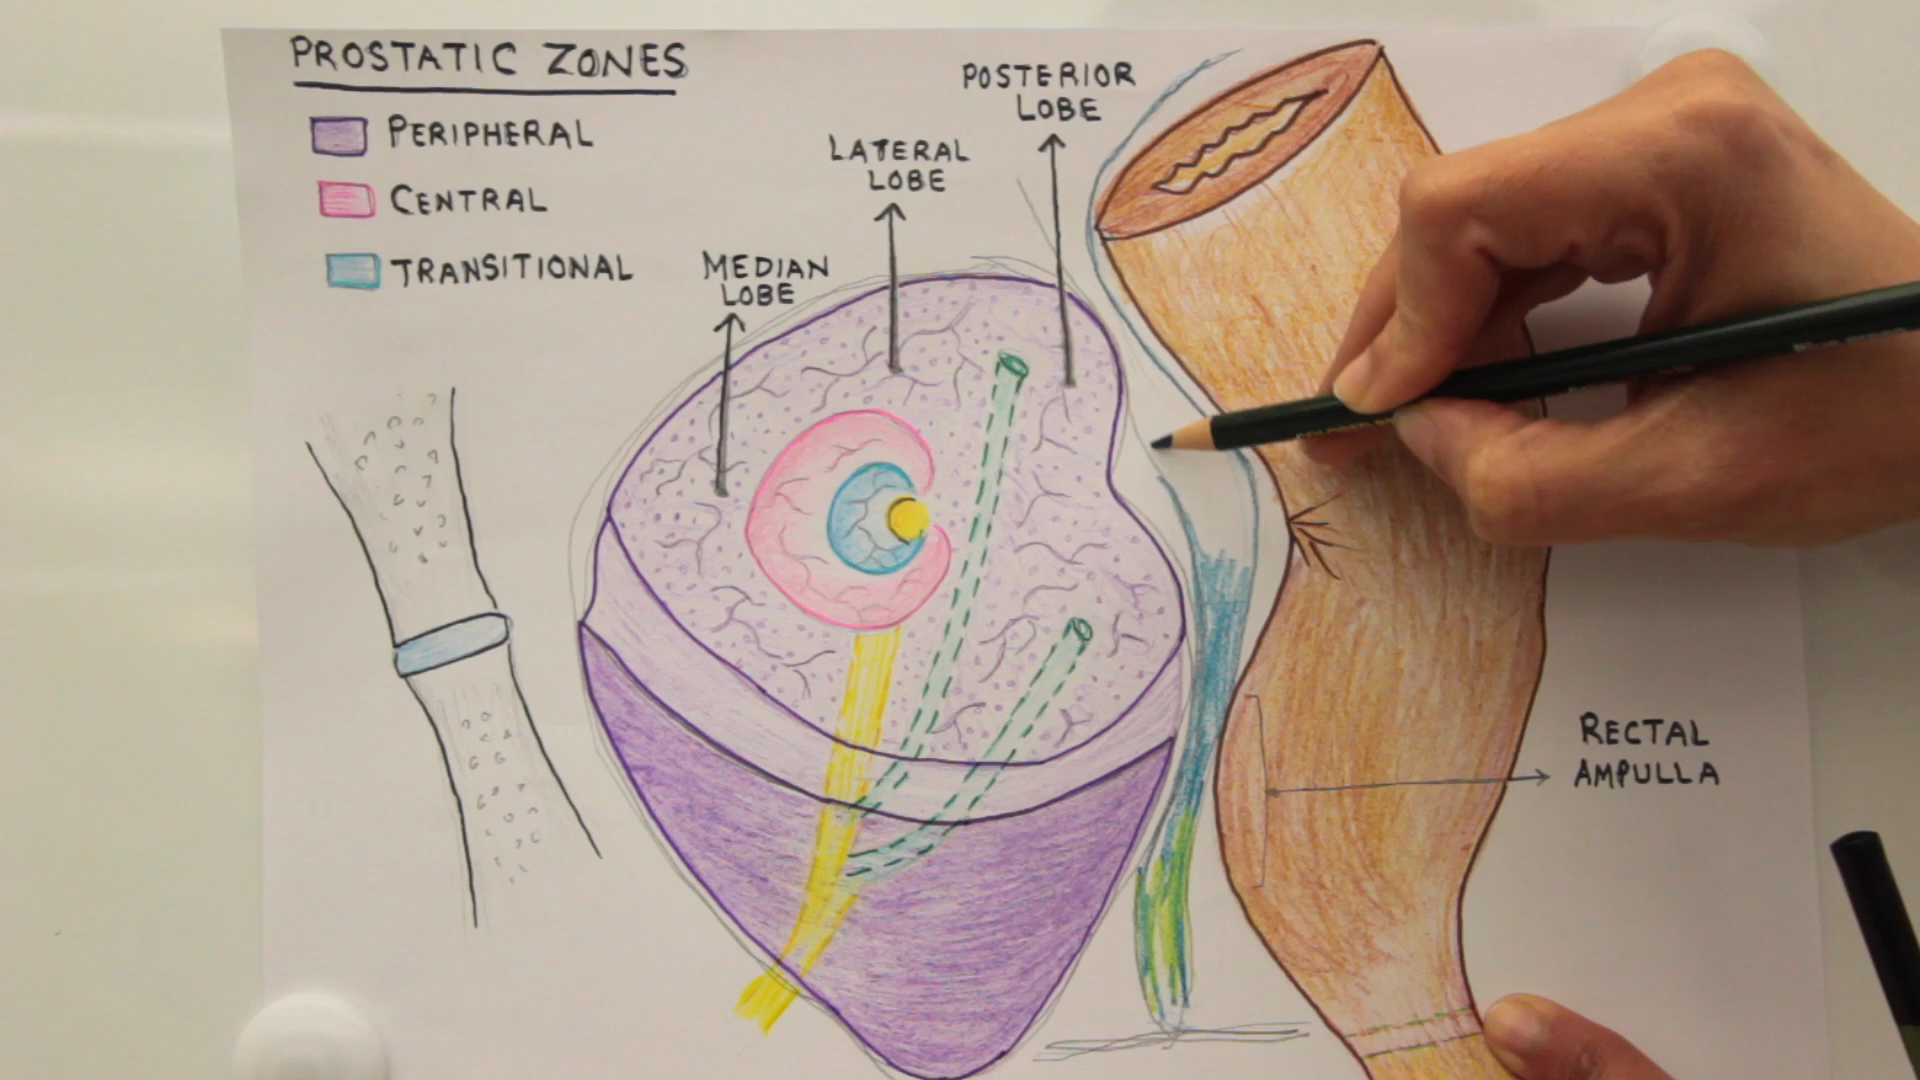 PROSTATIC ZONES
PERIPHERAL
CENTRAL
TRANSITIONAL
MEDIAN
LOBE
LATERAL
LOBE
POSTERIOR
LOBE
RECTAL
AMPULLA